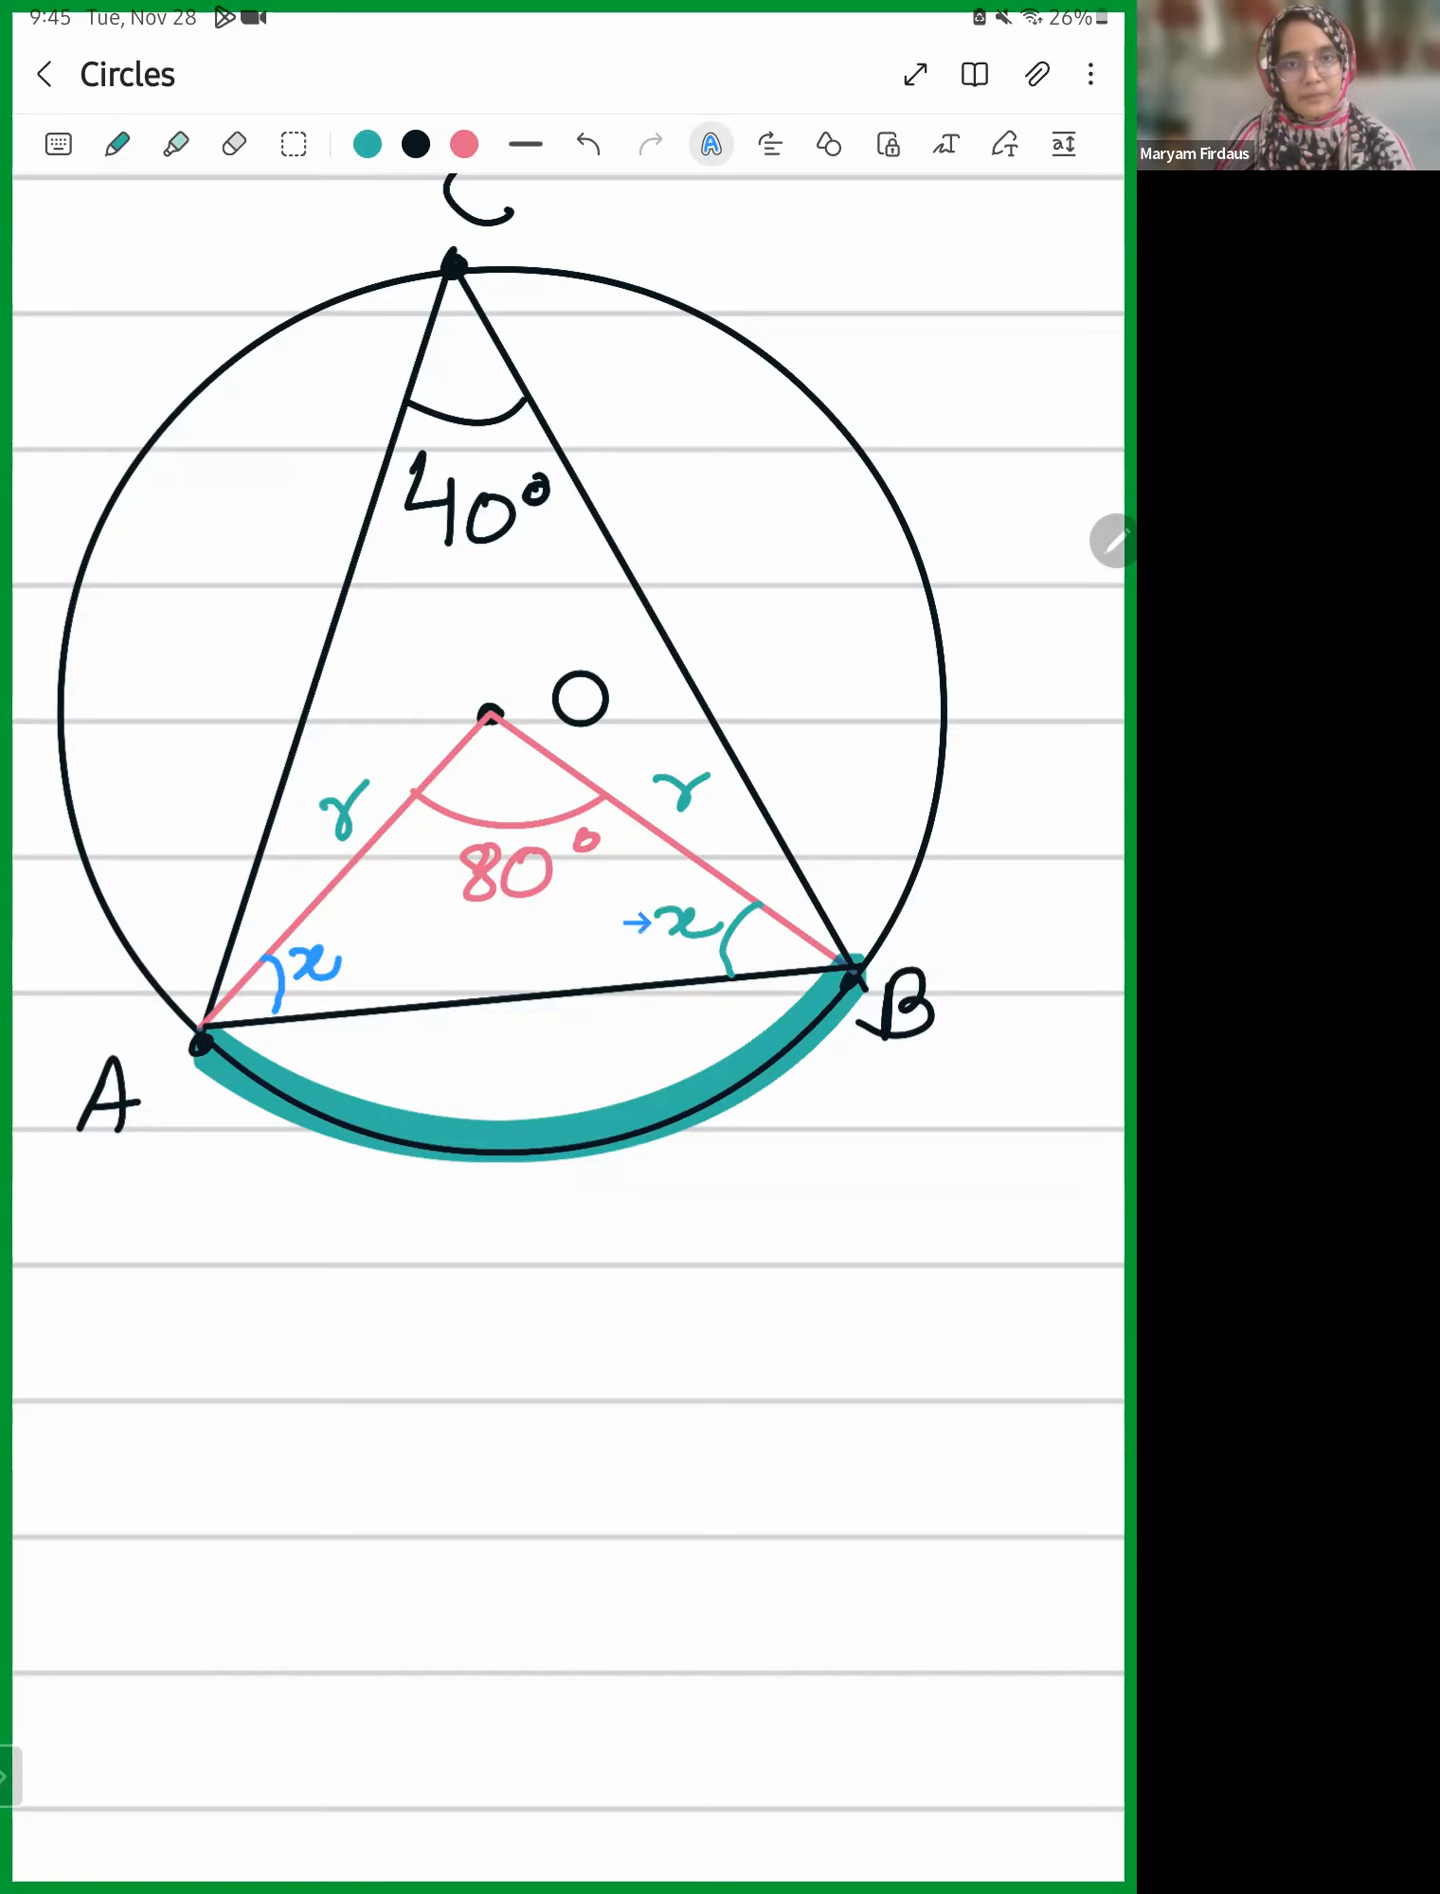 9:45 Tue, Nov 28
26%
Circles
Maryam Firdaus
C
40°
O
r
r
80°
→x
x
B
A